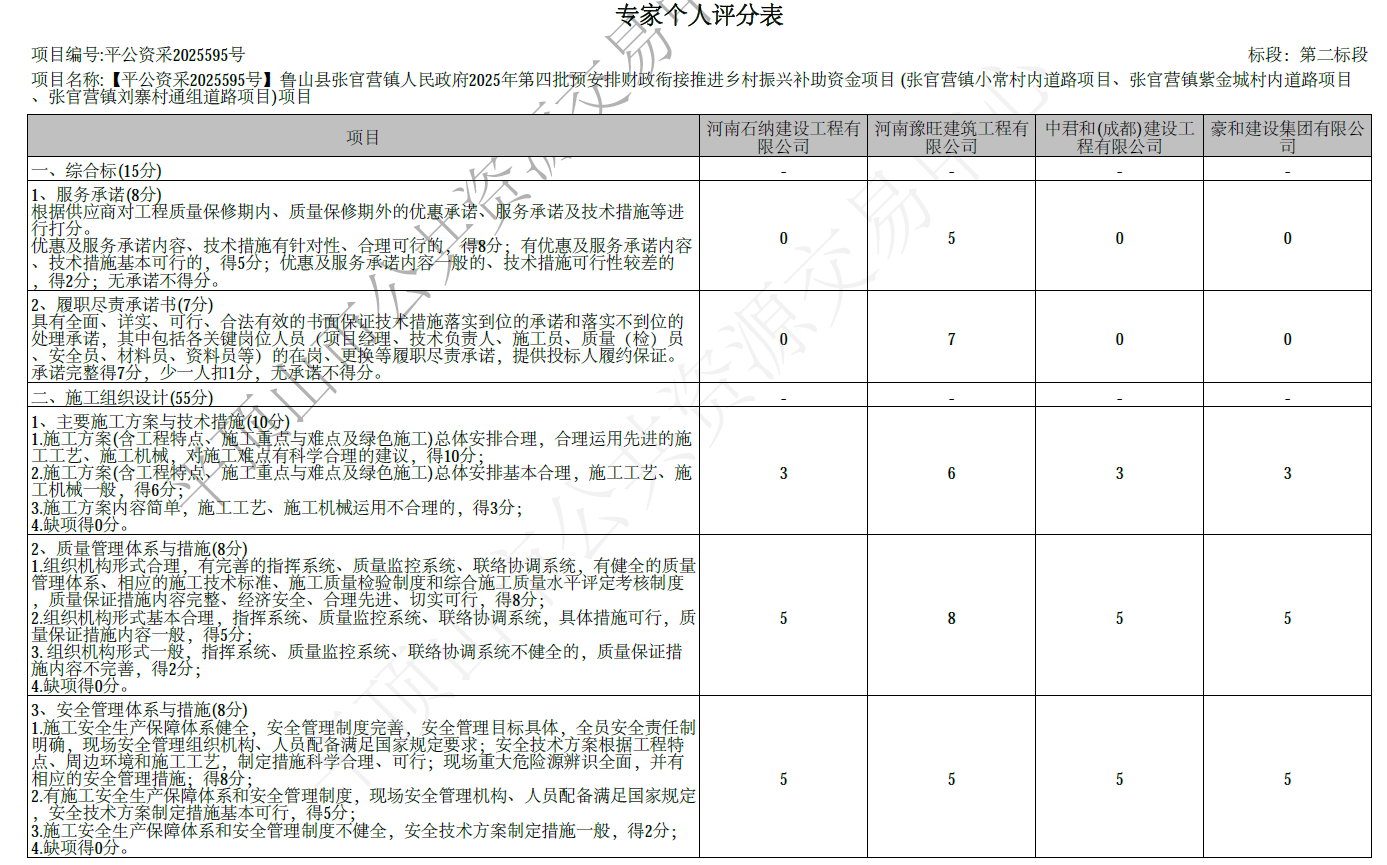 专家个人评分表
项目编号:平公资采2025595号
标段：第二标段
项目名称:【平公资采2025595号】鲁山县张官营镇人民政府2025年第四批预安排财政衔接推进乡村振兴补助资金项目 (张官营镇小常村内道路项目、张官营镇紫金城村内道路项目
、张官营镇刘寨村通组道路项目)项目
项目
河南石纳建设工程有
限公司
河南豫旺建筑工程有
限公司
中君和(成都)建设工
程有限公司
豪和建设集团有限公
司
一、综合标(15分)
- - - -
1、服务承诺(8分)
根据供应商对工程质量保修期内、质量保修期外的优惠承诺、服务承诺及技术措施等进
行打分。
优惠及服务承诺内容、技术措施有针对性、合理可行的，得8分；有优惠及服务承诺内容
、技术措施基本可行的，得5分；优惠及服务承诺内容一般的、技术措施可行性较差的
，得2分；无承诺不得分。
0 5 0 0
2、履职尽责承诺书(7分)
具有全面、详实、可行、合法有效的书面保证技术措施落实到位的承诺和落实不到位的
处理承诺，其中包括各关键岗位人员（项目经理、技术负责人、施工员、质量（检）员
、安全员、材料员、资料员等）的在岗、更换等履职尽责承诺，提供投标人履约保证。
承诺完整得7分，少一人扣1分，无承诺不得分。
0 7 0 0
二、施工组织设计(55分)
- - - -
1、主要施工方案与技术措施(10分)
1.施工方案(含工程特点、施工重点与难点及绿色施工)总体安排合理，合理运用先进的施
工工艺、施工机械，对施工难点有科学合理的建议，得10分；
2.施工方案(含工程特点、施工重点与难点及绿色施工)总体安排基本合理，施工工艺、施
工机械一般，得6分；
3.施工方案内容简单，施工工艺、施工机械运用不合理的，得3分；
4.缺项得0分。
3 6 3 3
2、质量管理体系与措施(8分)
1.组织机构形式合理，有完善的指挥系统、质量监控系统、联络协调系统，有健全的质量
管理体系、相应的施工技术标准、施工质量检验制度和综合施工质量水平评定考核制度
，质量保证措施内容完整、经济安全、合理先进、切实可行，得8分；
2.组织机构形式基本合理，指挥系统、质量监控系统、联络协调系统，具体措施可行，质
量保证措施内容一般，得5分；
3. 组织机构形式一般，指挥系统、质量监控系统、联络协调系统不健全的，质量保证措
施内容不完善，得2分；
4.缺项得0分。
5 8 5 5
3、安全管理体系与措施(8分)
1.施工安全生产保障体系健全，安全管理制度完善，安全管理目标具体，全员安全责任制
明确，现场安全管理组织机构、人员配备满足国家规定要求；安全技术方案根据工程特
点、周边环境和施工工艺，制定措施科学合理、可行；现场重大危险源辨识全面，并有
相应的安全管理措施；得8分；
2.有施工安全生产保障体系和安全管理制度，现场安全管理机构、人员配备满足国家规定
，安全技术方案制定措施基本可行，得5分；
3.施工安全生产保障体系和安全管理制度不健全，安全技术方案制定措施一般，得2分；
4.缺项得0分。
5 5 5 5
平顶山市公共资源交易中心
平顶山市公共资源交易中心